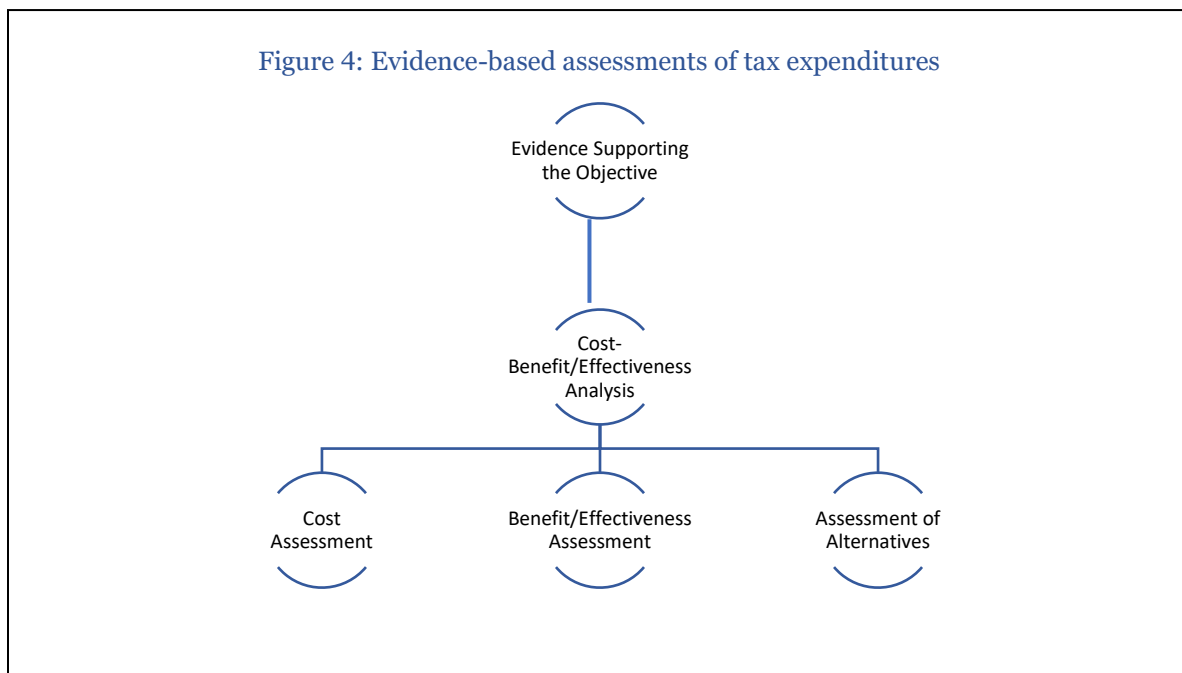 Figure 4: Evidence-based assessments of tax expenditures
Evidence Supporting
the Objective
Cost-
Benefit/Effectiveness
Analysis
Cost
Assessment
Benefit/Effectiveness
Assessment
Assessment of
Alternatives